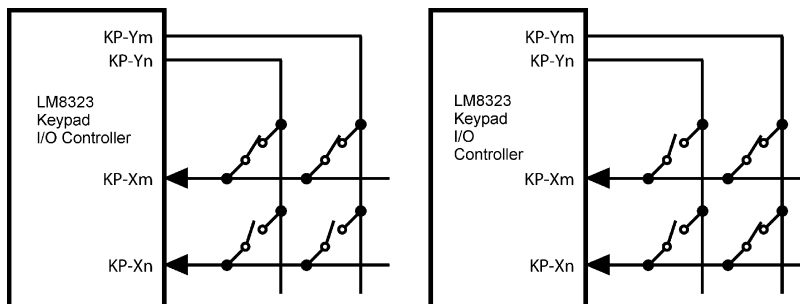 KP-Ym
KP-Yn
LM8323
Keypad
I/O Controller
KP-Xm
KP-Xn
KP-Ym
KP-Yn
LM8323
Keypad
I/O
Controller
KP-Xm
KP-Xn